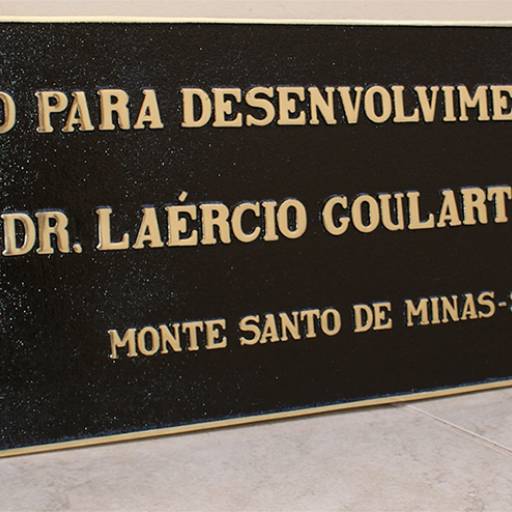 O PARA DESENVOLVIME
DR. LAÉRCIO GOULART
MONTE SANTO DE MINAS-